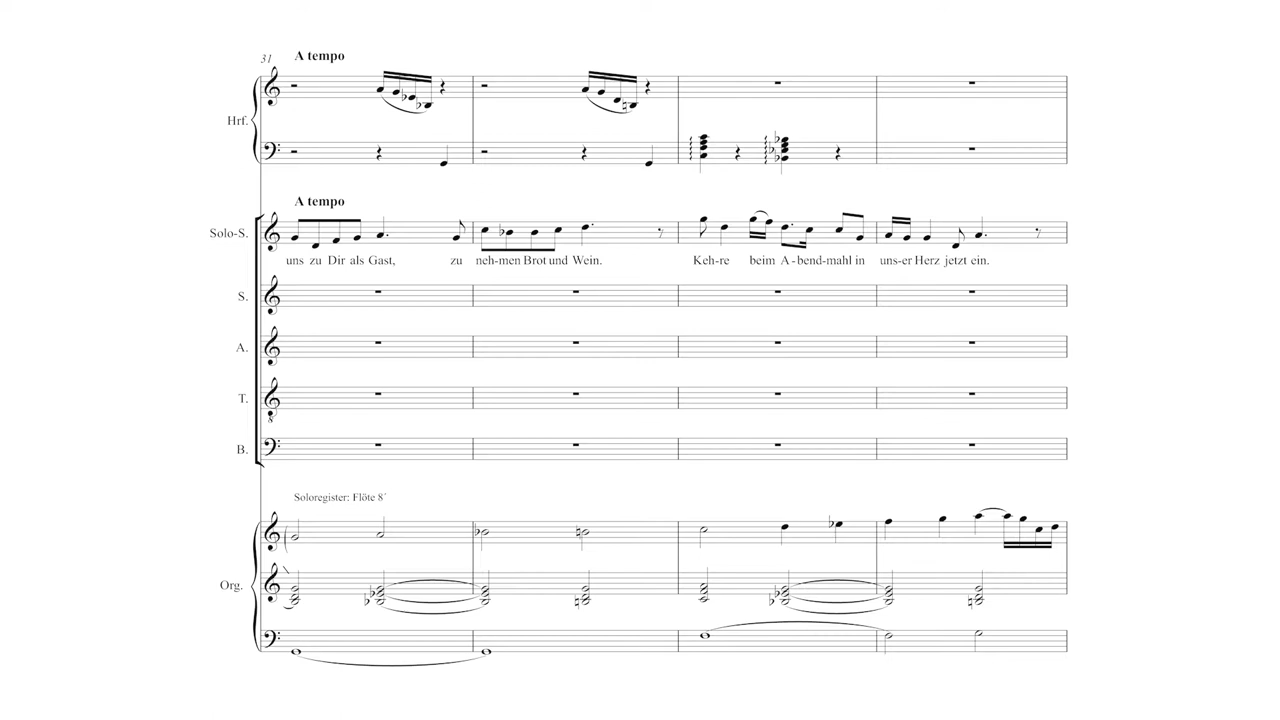 31
A tempo
Hrf.
A tempo
Solo-S.
uns zu Dir als Gast, zu neh-men Brot und Wein. Keh-re beim A-bend-mahl in uns-er Herz jetzt ein.
S.
A.
T.
8
B.
Soloregister: Flöte 8´
Org.